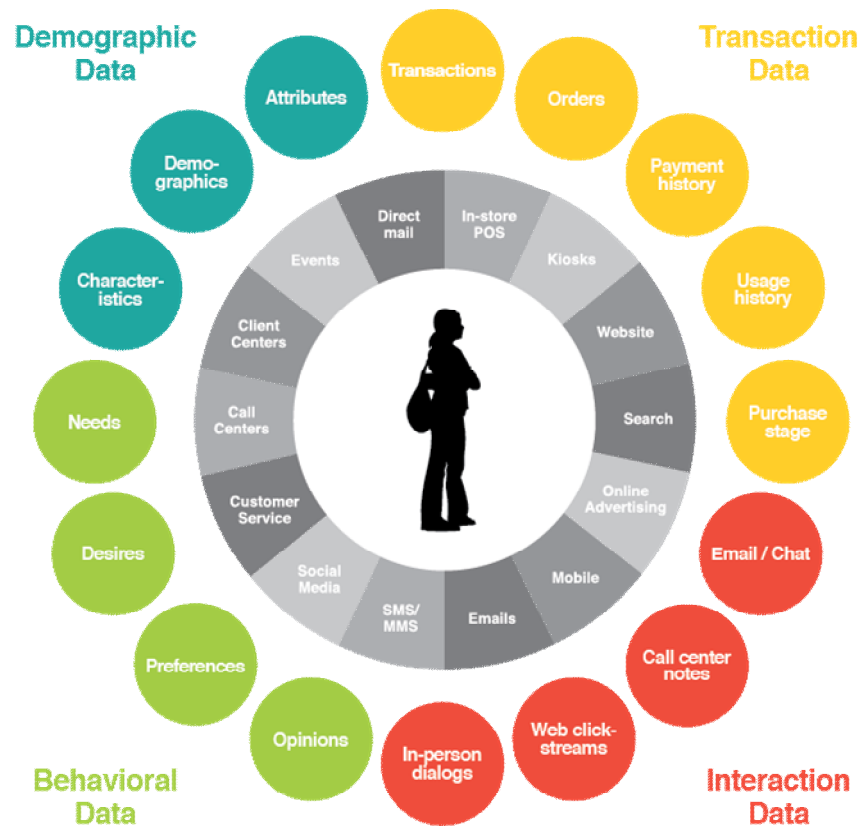 Demographic
Data
Transaction
Data
Transactions
Orders
Payment
history
Usage
history
Purchase
stage
Email / Chat
Call center
notes
Web click-
streams
In-person
dialogs
Opinions
Preferences
Desires
Needs
Character-
istics
Demo-
graphics
Attributes
In-store
POS
Kiosks
Website
Search
Online
Advertising
Mobile
Emails
SMS/
MMS
Social
Media
Customer
Service
Call
Centers
Client
Centers
Events
Direct
mail
Behavioral
Data
Interaction
Data